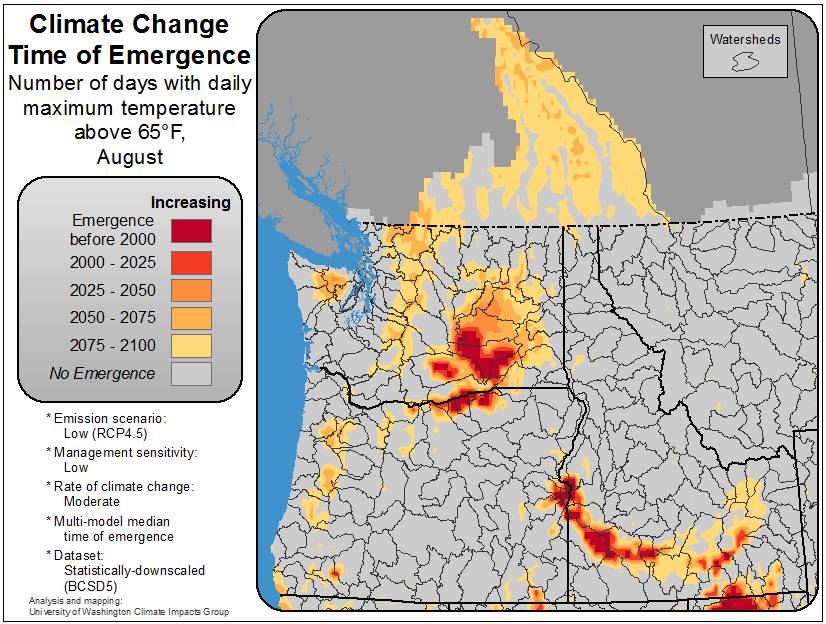 Climate Change
Time of Emergence
Number of days with daily
maximum temperature
above 65°F,
August
Increasing
Emergence
before 2000
2000 - 2025
2025 - 2050
2050 - 2075
2075 - 2100
No Emergence
* Emission scenario:
Low (RCP4.5)
* Management sensitivity:
Low
* Rate of climate change:
Moderate
* Multi-model median
time of emergence
* Dataset:
Statistically-downscaled
(BCSD5)
Analysis and mapping:
University of Washington Climate Impacts Group
Watersheds